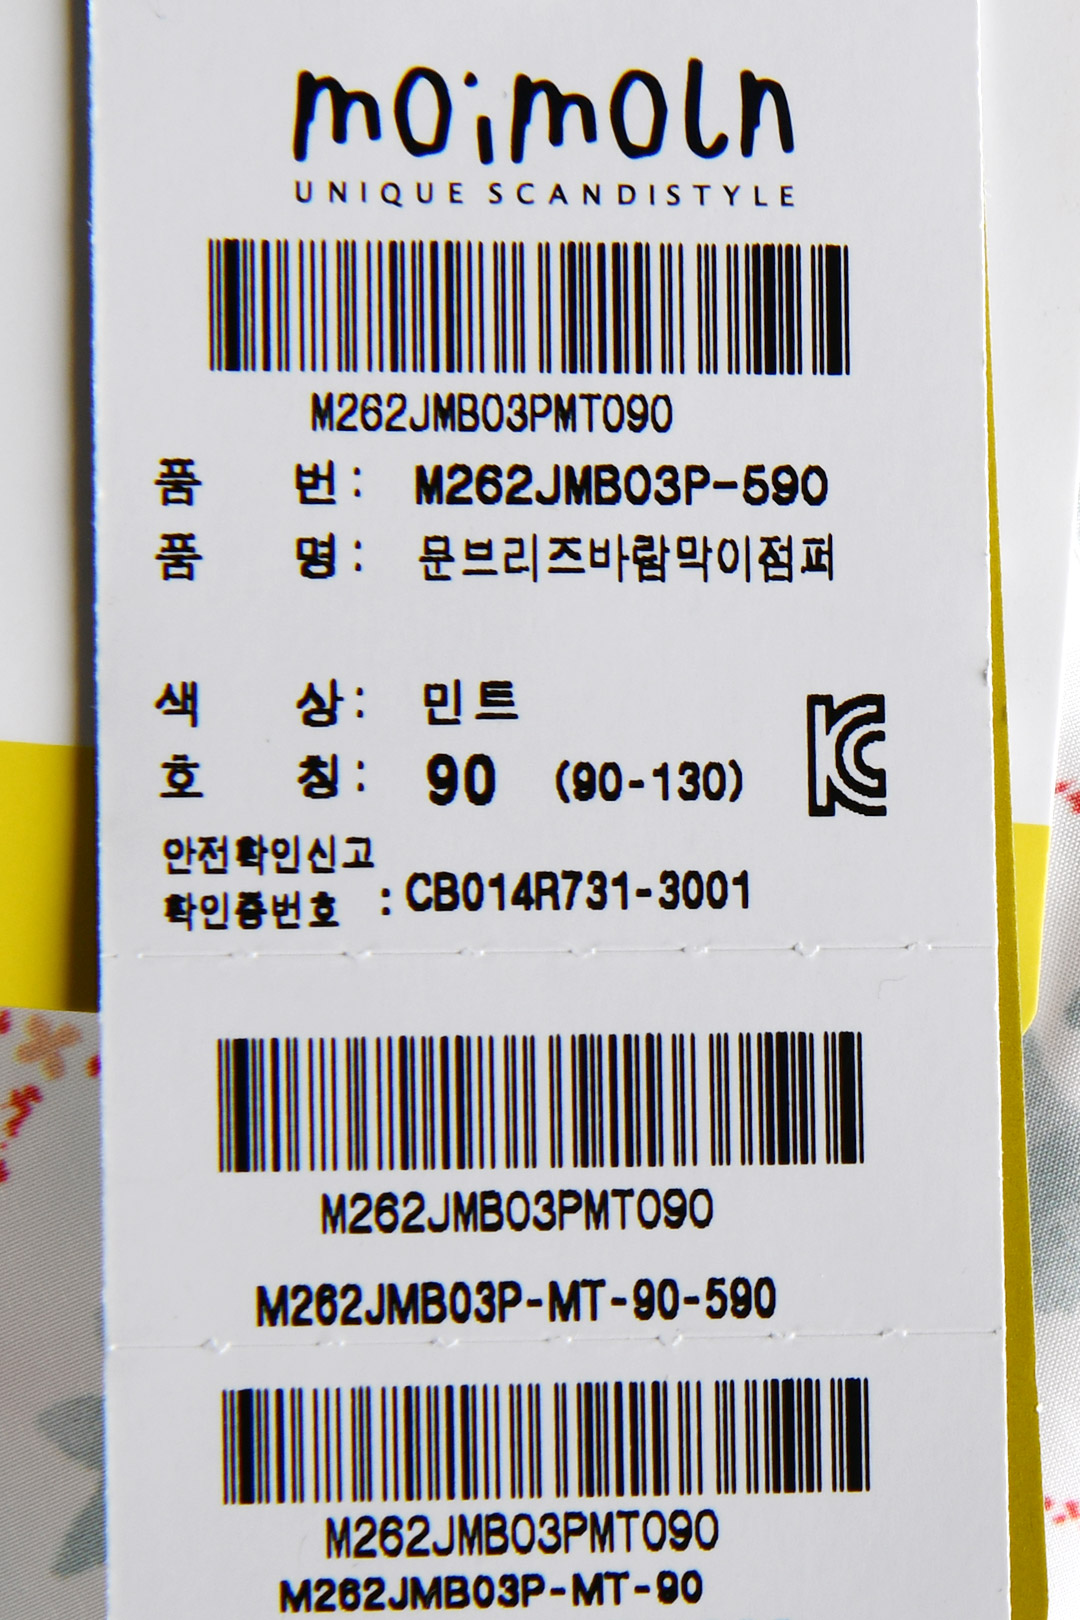 moimoln
UNIQUE SCANDISTYLE
M262JMB03PMT090
품 번 : M262JMB03P-590
품 명 : 문브리즈바람막이점퍼
색 상 : 민트
호 칭 : 90 (90-130)
안전확인신고
확인증번호 : CB014R731-3001
M262JMB03PMT090
M262JMB03P-MT-90-590
M262JMB03PMT090
M262JMB03P-MT-90